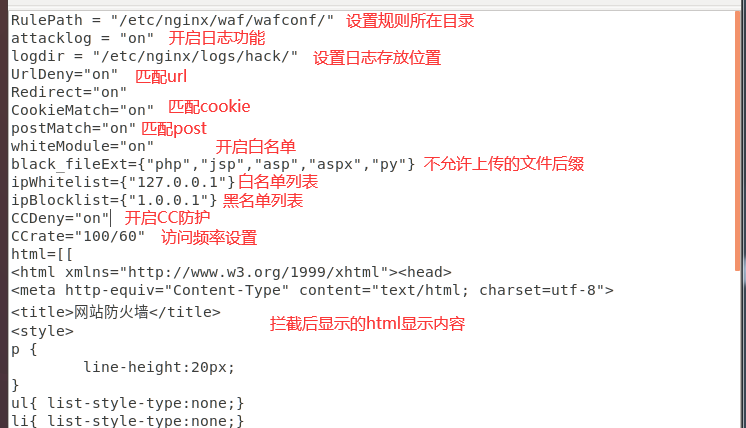 RulePath = "/etc/nginx/waf/wafconf/" 设置规则所在目录
attacklog = "on" 开启日志功能
logdir = "/etc/nginx/logs/hack/" 设置日志存放位置
UrlDeny="on" 匹配url
Redirect="on"
CookieMatch="on" 匹配cookie
postMatch="on" 匹配post
whiteModule="on" 开启白名单
black_fileExt={"php","jsp","asp","aspx","py"} 不允许上传的文件后缀
ipWhitelist={"127.0.0.1"} 白名单列表
ipBlocklist={"1.0.0.1"} 黑名单列表
CCDeny="on" 开启CC防护
CCrate="100/60" 访问频率设置
html=[[
<html xmlns="http://www.w3.org/1999/xhtml"><head>
<meta http-equiv="Content-Type" content="text/html; charset=utf-8">
<title>网站防火墙</title>
拦截后显示的html显示内容
<style>
p {
line-height:20px;
}
ul{ list-style-type:none;}
li{ list-style-type:none;}